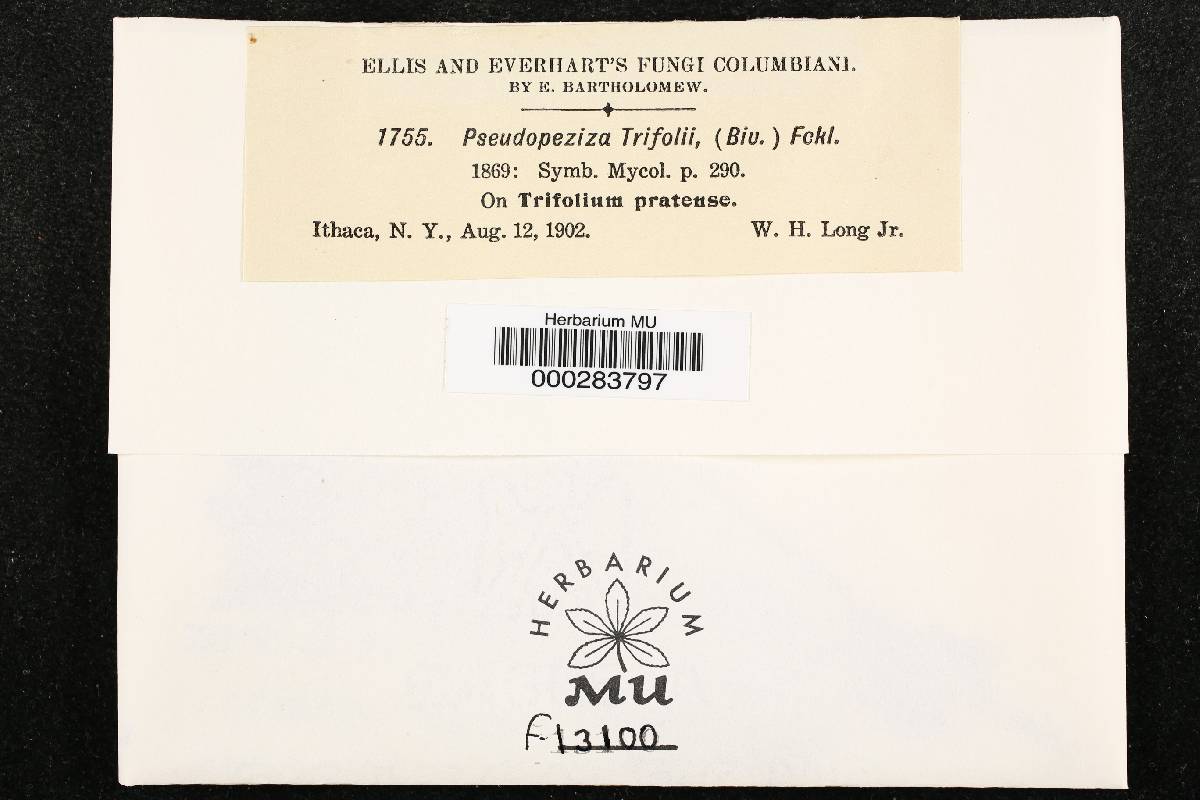 ELLIS AND EVERHART'S FUNGI COLUMBIANI.
BY E. BARTHOLOMEW.
1755. Pseudopeziza Trifolii, (Biv.) Fckl.
1869: Symb. Mycol. p. 290.
On Trifolium pratense.
Ithaca, N. Y., Aug. 12, 1902. W. H. Long Jr.
Herbarium MU
000283797
HERBARIUM
MU
F13100